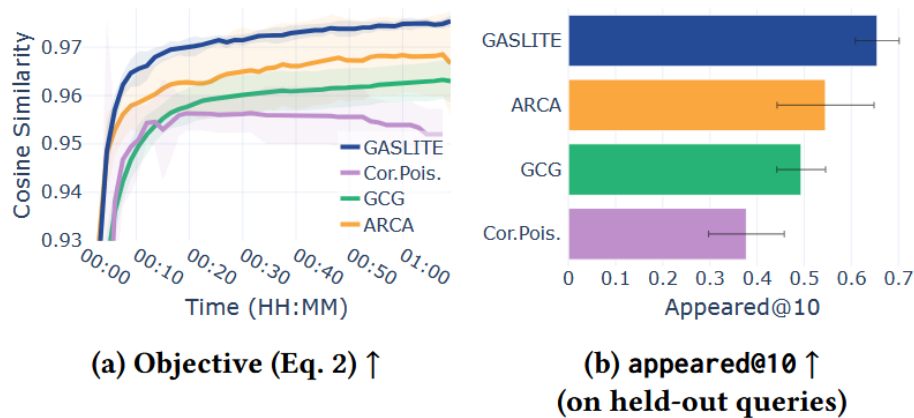 Cosine Similarity
0.97
0.96
0.95
0.94
0.93
GASLITE
Cor.Pois.
GCG
ARCA
00:00
00:10
00:20
00:30
00:40
00:50
01:00
Time (HH:MM)
(a) Objective (Eq. 2) ↑
GASLITE
ARCA
GCG
Cor.Pois.
0 0.1 0.2 0.3 0.4 0.5 0.6 0.7
Appeared@10
(b) appeared@10 ↑
(on held-out queries)